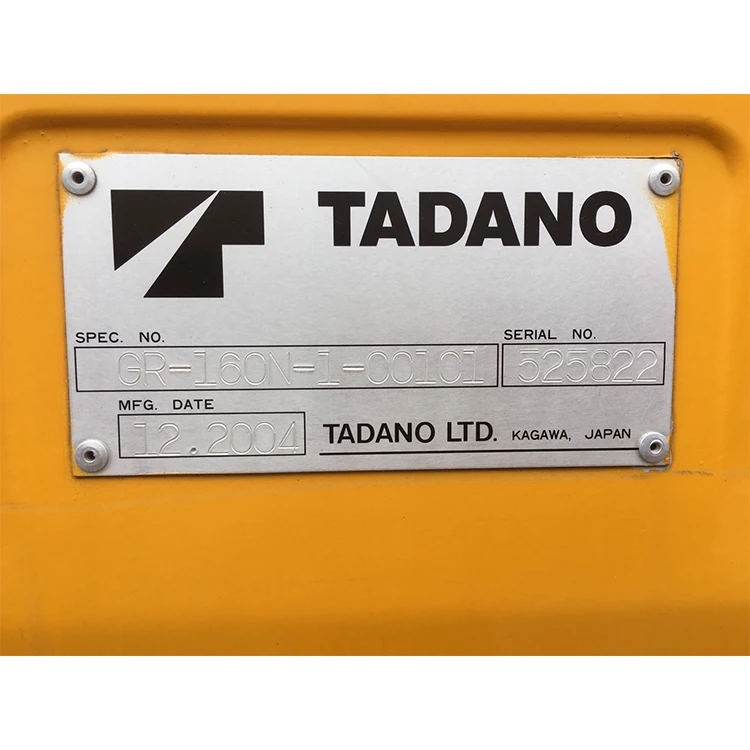 TADANO
SPEC. NO. SERIAL NO.
GR-160N-1-00101 525822
MFG. DATE
12.2004 TADANO LTD. KAGAWA, JAPAN